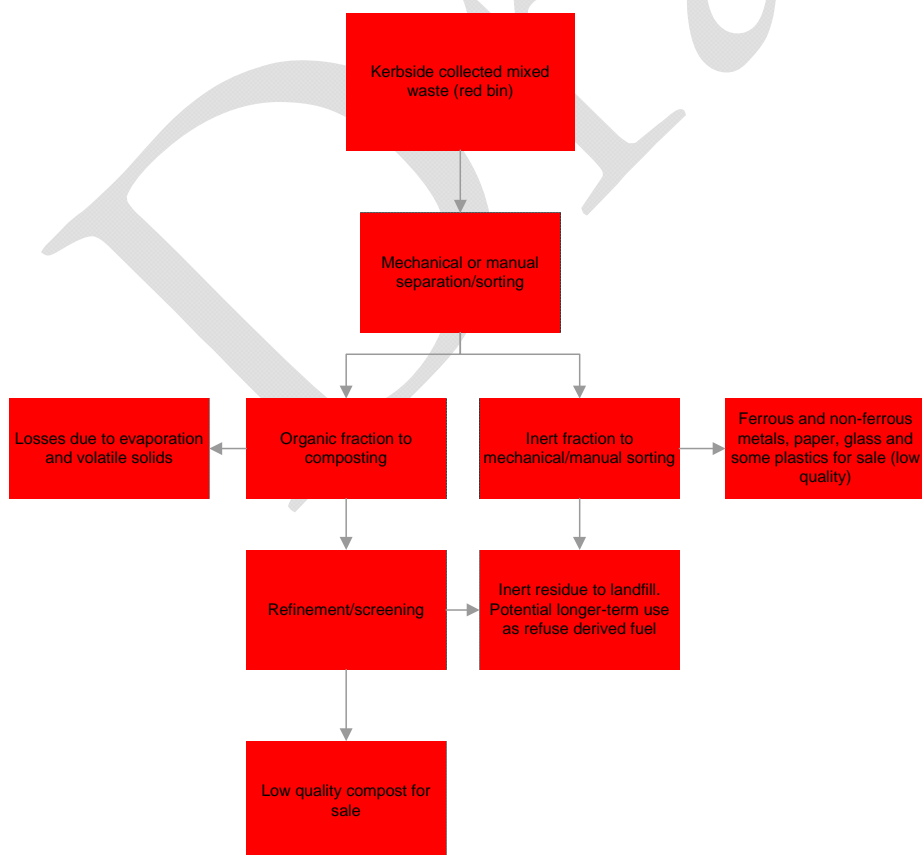 Kerbside collected mixed
waste (red bin)
Mechanical or manual
separation/sorting
Losses due to evaporation
and volatile solids
Organic fraction to
composting
Inert fraction to
mechanical/manual sorting
Ferrous and non-ferrous
metals, paper, glass and
some plastics for sale (low
quality)
Refinement/screening
Inert residue to landfill.
Potential longer-term use
as refuse derived fuel
Low quality compost for
sale